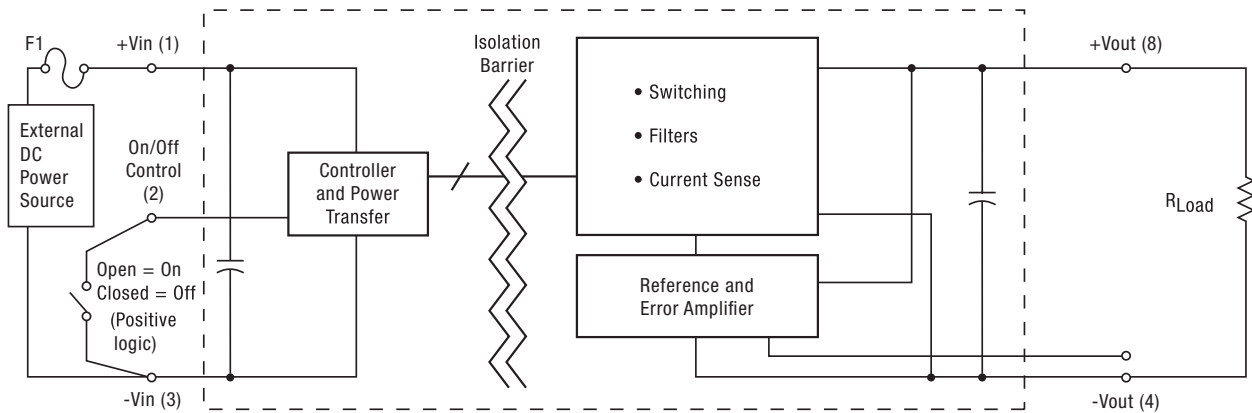 F1
+Vin (1)
External
DC
Power
Source
On/Off
Control
(2)
Open = On
Closed = Off
(Positive
logic)
-Vin (3)
Controller
and Power
Transfer
Isolation
Barrier
• Switching
• Filters
• Current Sense
Reference and
Error Amplifier
+Vout (8)
RLoad
-Vout (4)